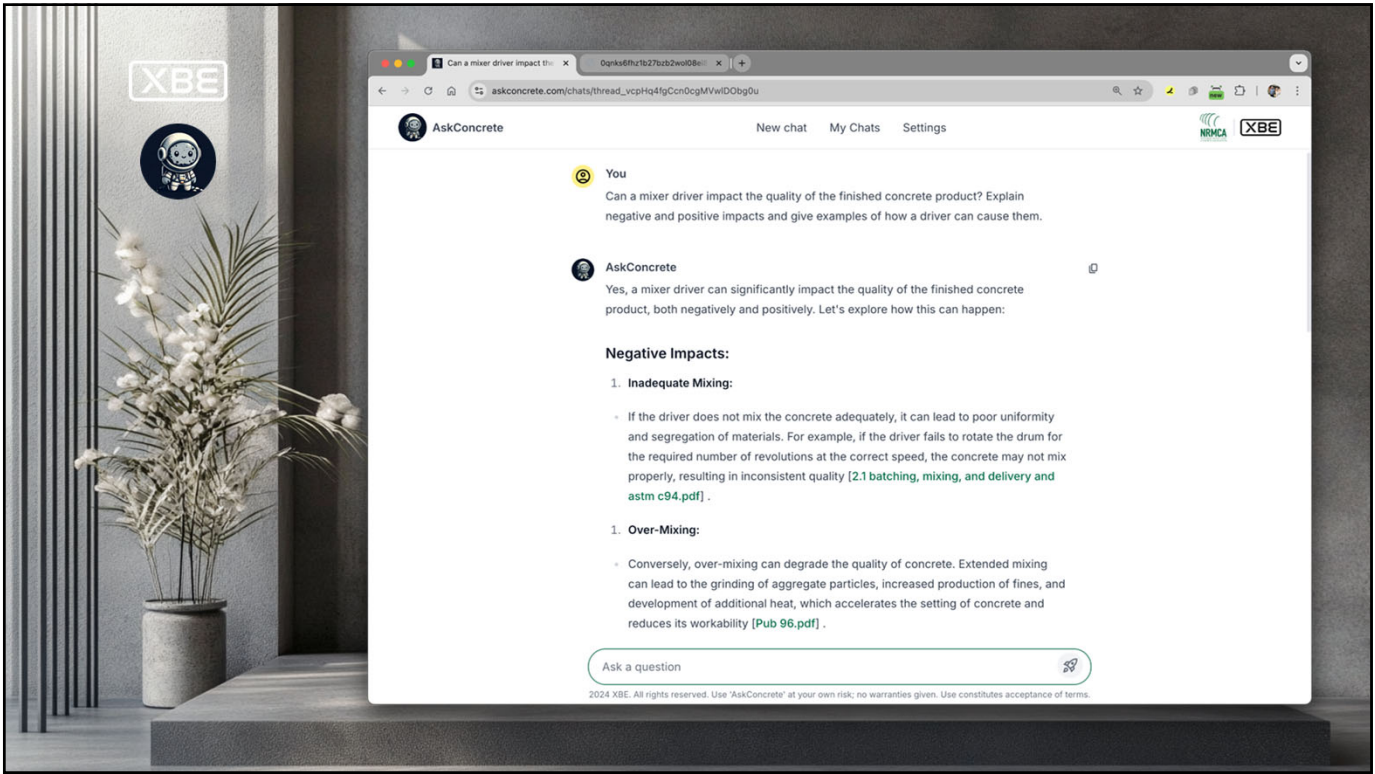 XBE
Can a mixer driver impact the
askconcrete.com/chats/thread_vcpHq4fgCcn0cgMVwIDObg0u
new
AskConcrete
New chat
My Chats
Settings
NRMCA
XBE
You
Can a mixer driver impact the quality of the finished concrete product? Explain
negative and positive impacts and give examples of how a driver can cause them.
AskConcrete
Yes, a mixer driver can significantly impact the quality of the finished concrete
product, both negatively and positively. Let's explore how this can happen:
Negative Impacts:
1. Inadequate Mixing:
If the driver does not mix the concrete adequately, it can lead to poor uniformity
and segregation of materials. For example, if the driver fails to rotate the drum for
the required number of revolutions at the correct speed, the concrete may not mix
properly, resulting in inconsistent quality [2.1 batching, mixing, and delivery and
astm c94.pdf] .
1. Over-Mixing:
Conversely, over-mixing can degrade the quality of concrete. Extended mixing
can lead to the grinding of aggregate particles, increased production of fines, and
development of additional heat, which accelerates the setting of concrete and
reduces its workability [Pub 96.pdf] .
Ask a question
2024 XBE. All rights reserved. Use 'AskConcrete' at your own risk; no warranties given. Use constitutes acceptance of terms.